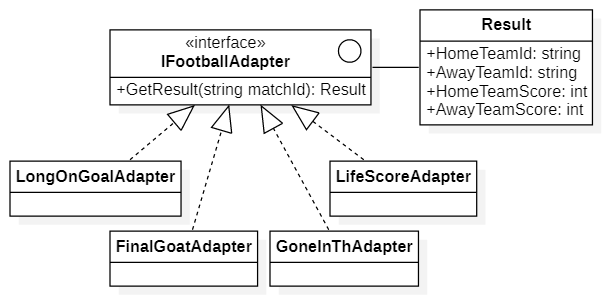 «interface»
IFootballAdapter
+GetResult(string matchId): Result
Result
+HomeTeamId: string
+AwayTeamId: string
+HomeTeamScore: int
+AwayTeamScore: int
LongOnGoalAdapter
LifeScoreAdapter
FinalGoatAdapter
GoneInThAdapter